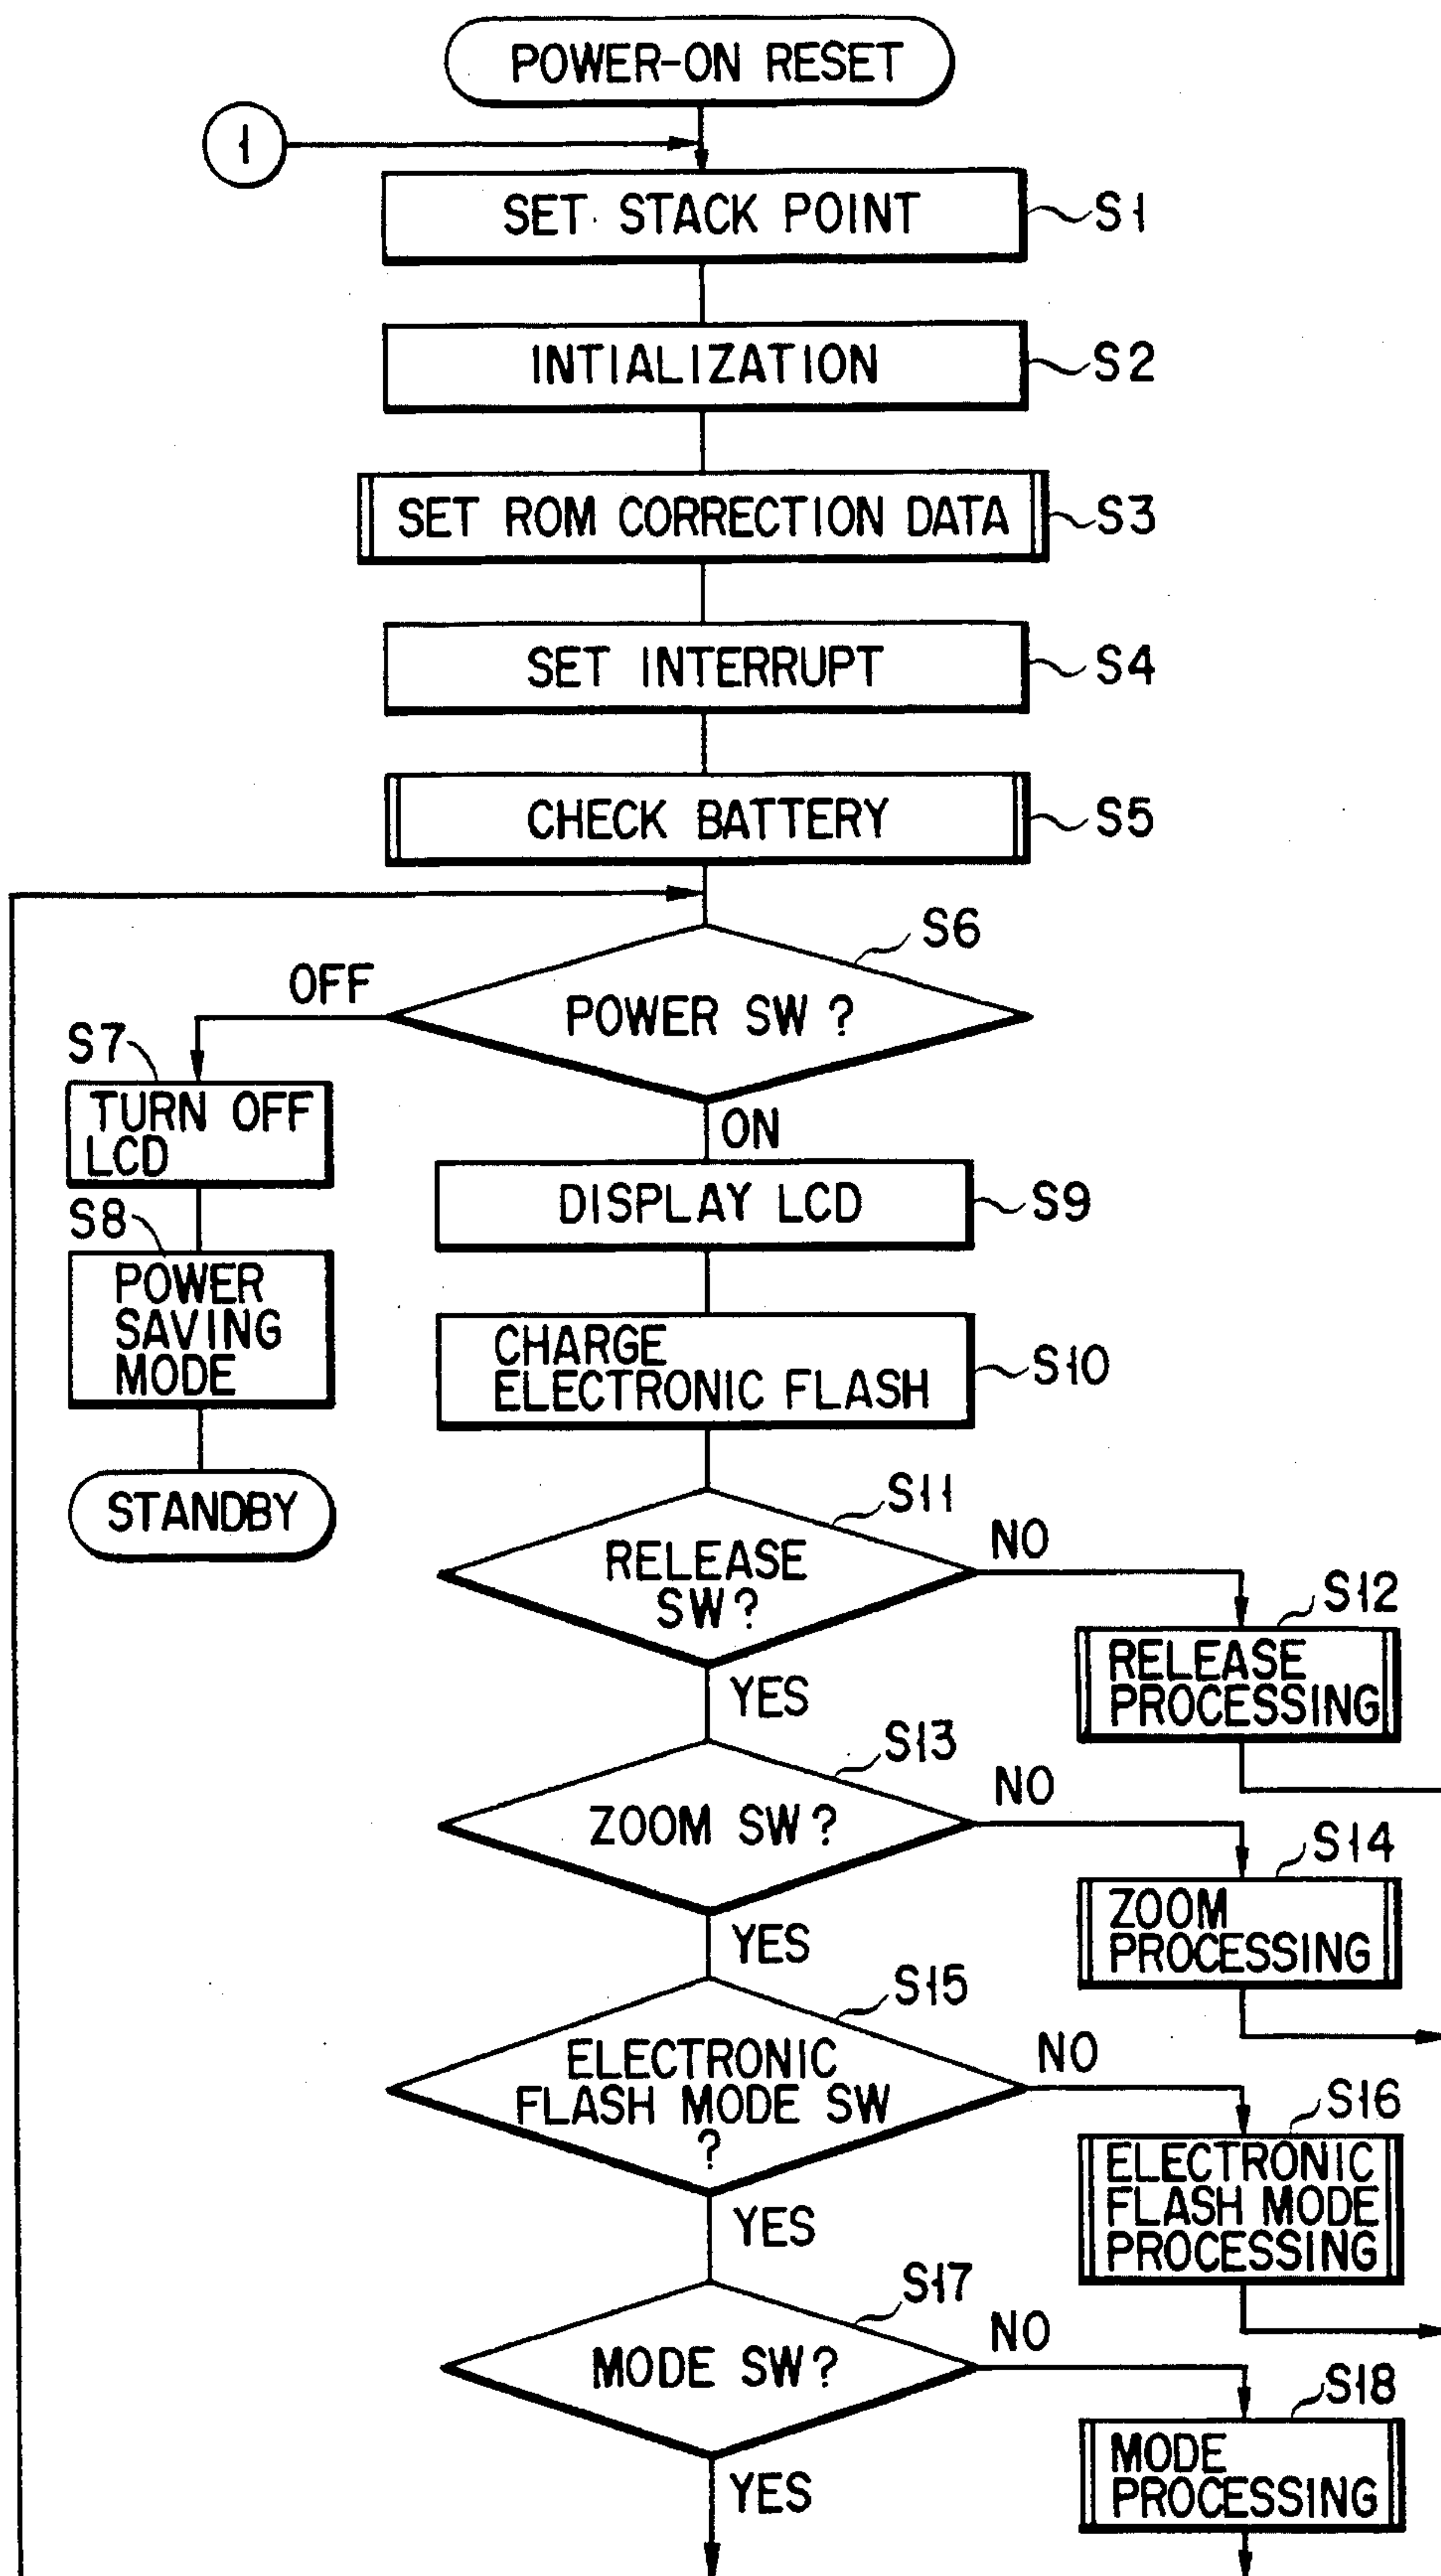 POWER-ON RESET
1
SET STACK POINT
S1
INTIALIZATION
S2
SET ROM CORRECTION DATA
S3
SET INTERRUPT
S4
CHECK BATTERY
S5
S6
POWER SW ?
OFF
S7
TURN OFF
LCD
S8
POWER
SAVING
MODE
STANDBY
ON
DISPLAY LCD
S9
CHARGE
ELECTRONIC FLASH
S10
S11
RELEASE
SW?
NO
S12
RELEASE
PROCESSING
YES
S13
ZOOM SW?
NO
S14
ZOOM
PROCESSING
YES
S15
ELECTRONIC
FLASH MODE SW
?
NO
S16
ELECTRONIC
FLASH MODE
PROCESSING
YES
S17
MODE SW?
NO
S18
MODE
PROCESSING
YES